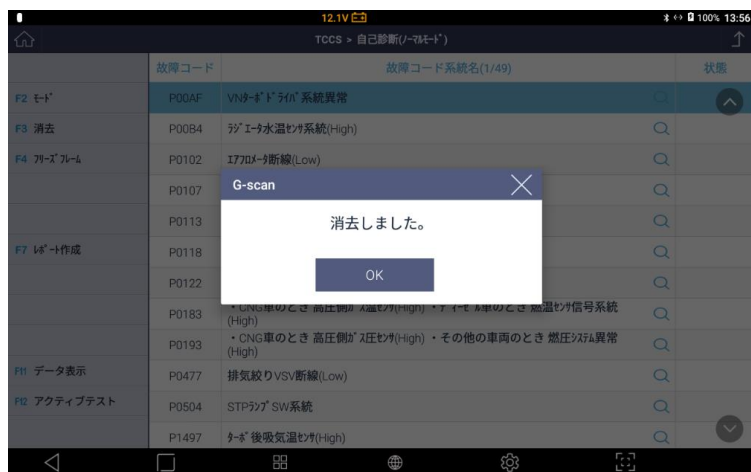 12.1V
100% 13:56
TCCS > 自己診断(ﾉｰﾏﾙﾓｰﾄﾞ)
故障コード 故障コード系統名(1/49) 状態
F2 ﾓｰﾄﾞ P00AF VNﾀｰﾎﾞﾄﾞﾗｲﾊﾞ系統異常
F3 消去 P00B4 ﾗｼﾞｴｰﾀ水温ｾﾝｻ系統(High)
F4 ﾌﾘｰｽﾞﾌﾚｰﾑ P0102 ｴｱﾌﾛﾒｰﾀ断線(Low)
P0107
P0113
F7 ﾚﾎﾟｰﾄ作成 P0118
P0122
G-scan
消去しました。
OK
P0183 ・CNG車のとき 高圧側ｶﾞｽ温ｾﾝｻ(High) ・ﾃﾞｨｰｾﾞﾙ車のとき 燃温ｾﾝｻ信号系統
(High)
P0193 ・CNG車のとき 高圧側ｶﾞｽ圧ｾﾝｻ(High) ・その他の車両のとき 燃圧ｼｽﾃﾑ異常
(High)
F11 データ表示 P0477 排気絞りVSV断線(Low)
F12 アクティブテスト P0504 STPﾗﾝﾌﾟSW系統
P1497 ﾀｰﾎﾞ後吸気温ｾﾝｻ(High)